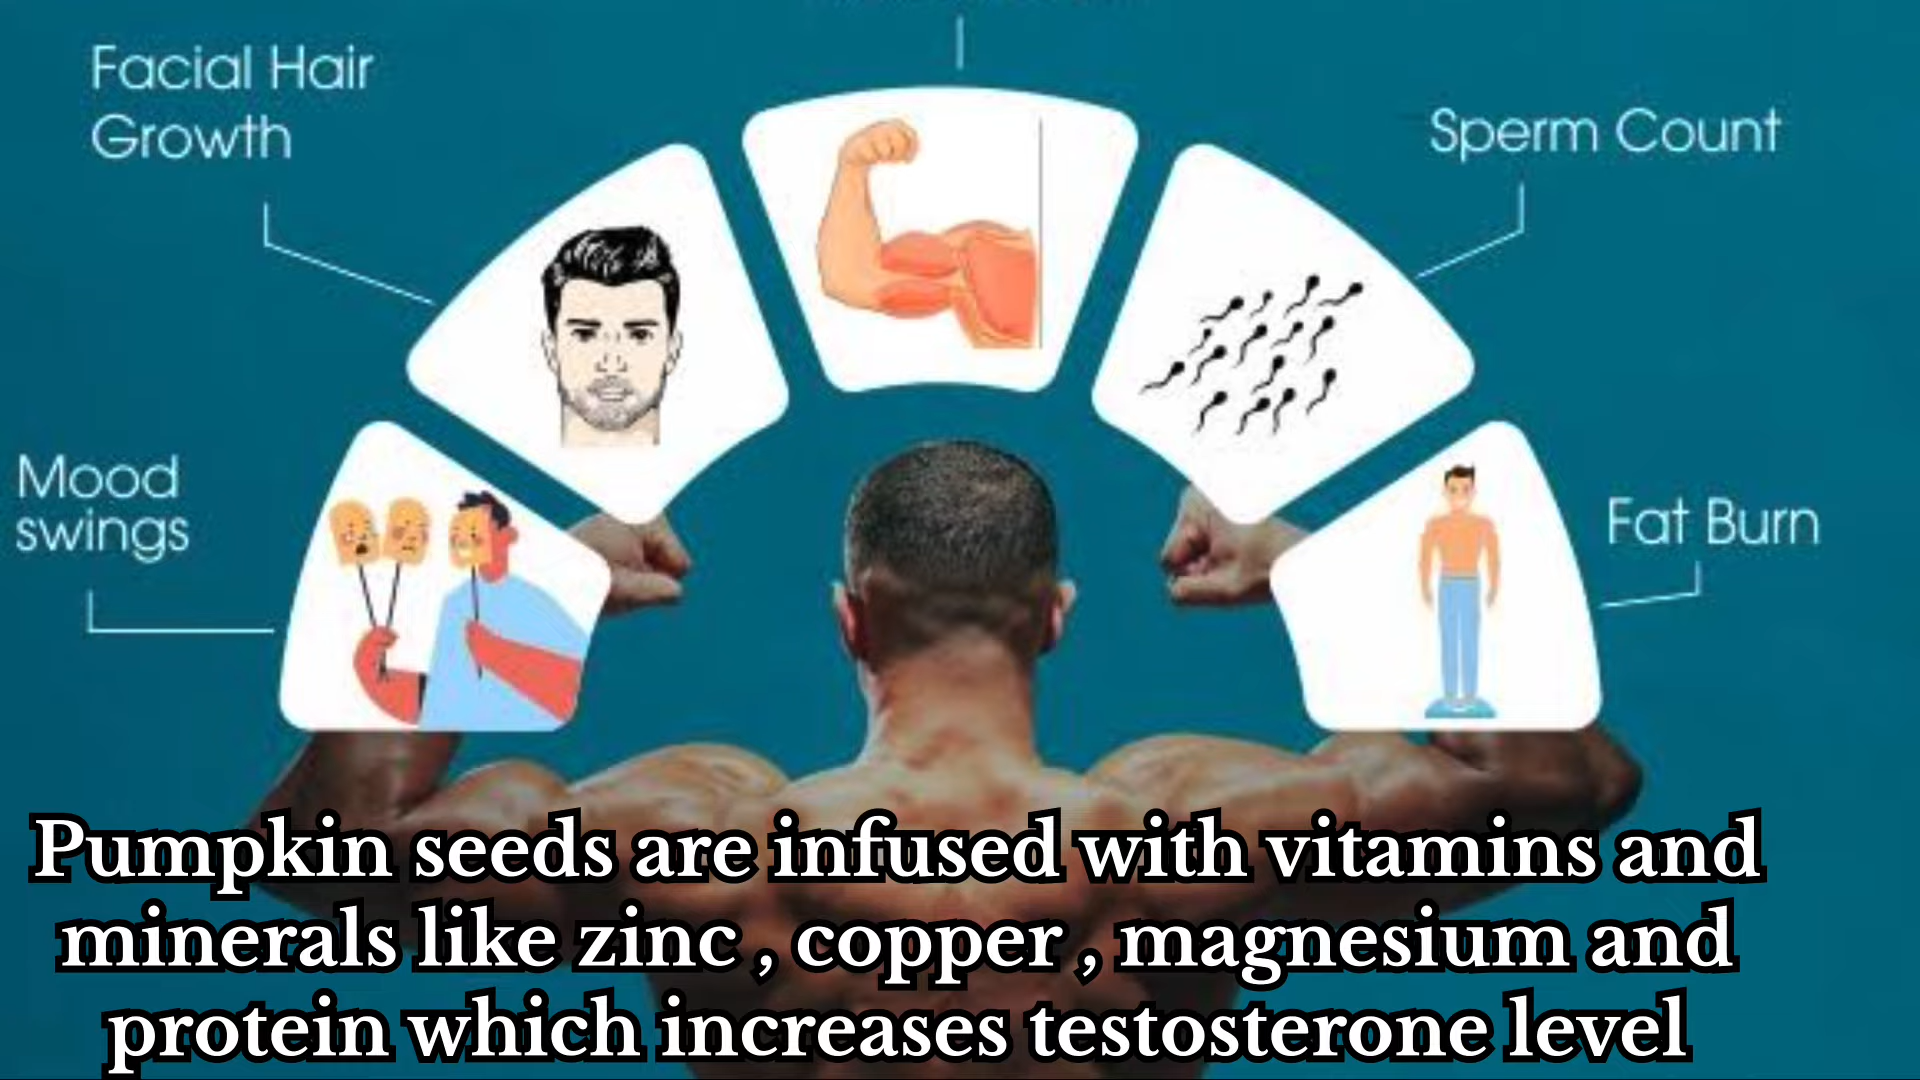 Facial Hair
Growth
Sperm Count
Mood
swings
Fat Burn
Pumpkin seeds are infused with vitamins and
minerals like zinc , copper , magnesium and
protein which increases testosterone level